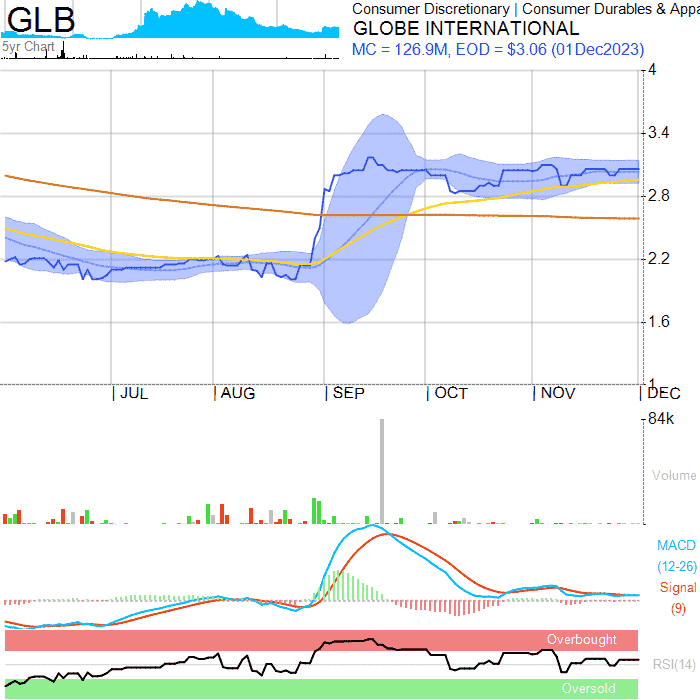 GLB
5yr Chart
Consumer Discretionary | Consumer Durables & Appa
GLOBE INTERNATIONAL
MC = 126.9M, EOD = $3.06 (01Dec2023)
4
3.4
2.8
2.2
1.6
1
JUL AUG SEP OCT NOV DEC
84k
Volume
MACD
(12-26)
Signal
(9)
Overbought
RSI(14)
Oversold